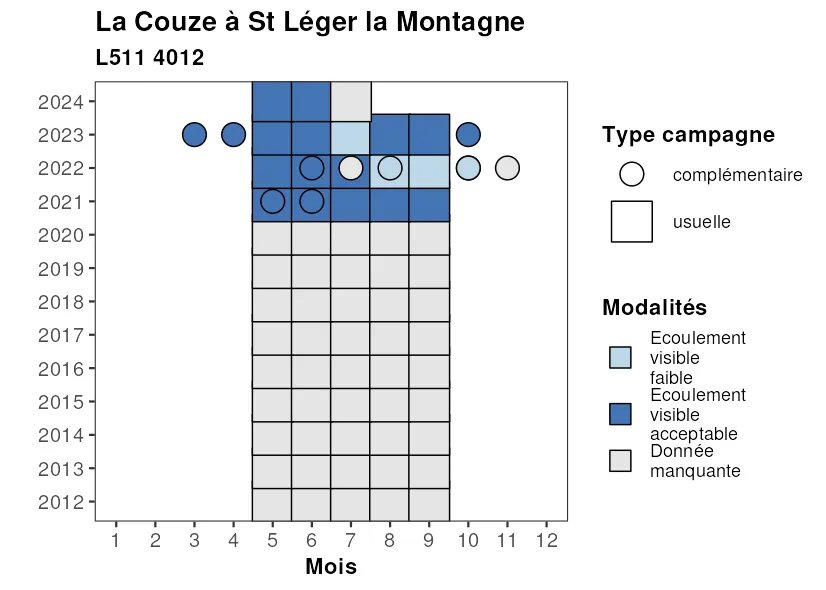 La Couze à St Léger la Montagne
L511 4012
2024
2023
2022
2021
2020
2019
2018
2017
2016
2015
2014
2013
2012
1 2 3 4 5 6 7 8 9 10 11 12
Mois
Type campagne
complémentaire
usuelle
Modalités
Ecoulement
visible
faible
Ecoulement
visible
acceptable
Donnée
manquante